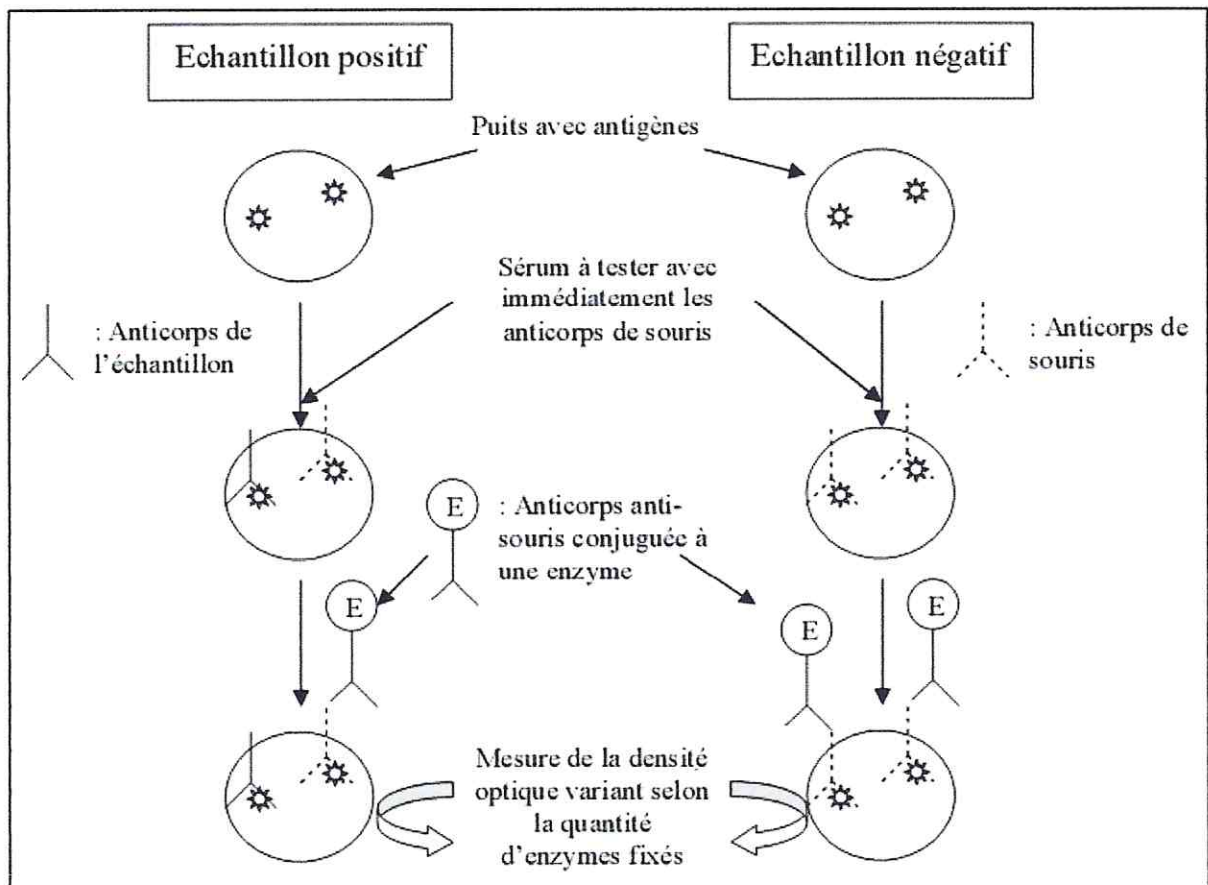 Echantillon positif
Echantillon négatif
Puits avec antigènes
Sérum à tester avec
immédiatement les
anticorps de souris
: Anticorps de
l'échantillon
: Anticorps de
souris
E
: Anticorps anti-
souris conjuguée à
une enzyme
E
E
E
Mesure de la densité
optique variant selon
la quantité
d'enzymes fixés